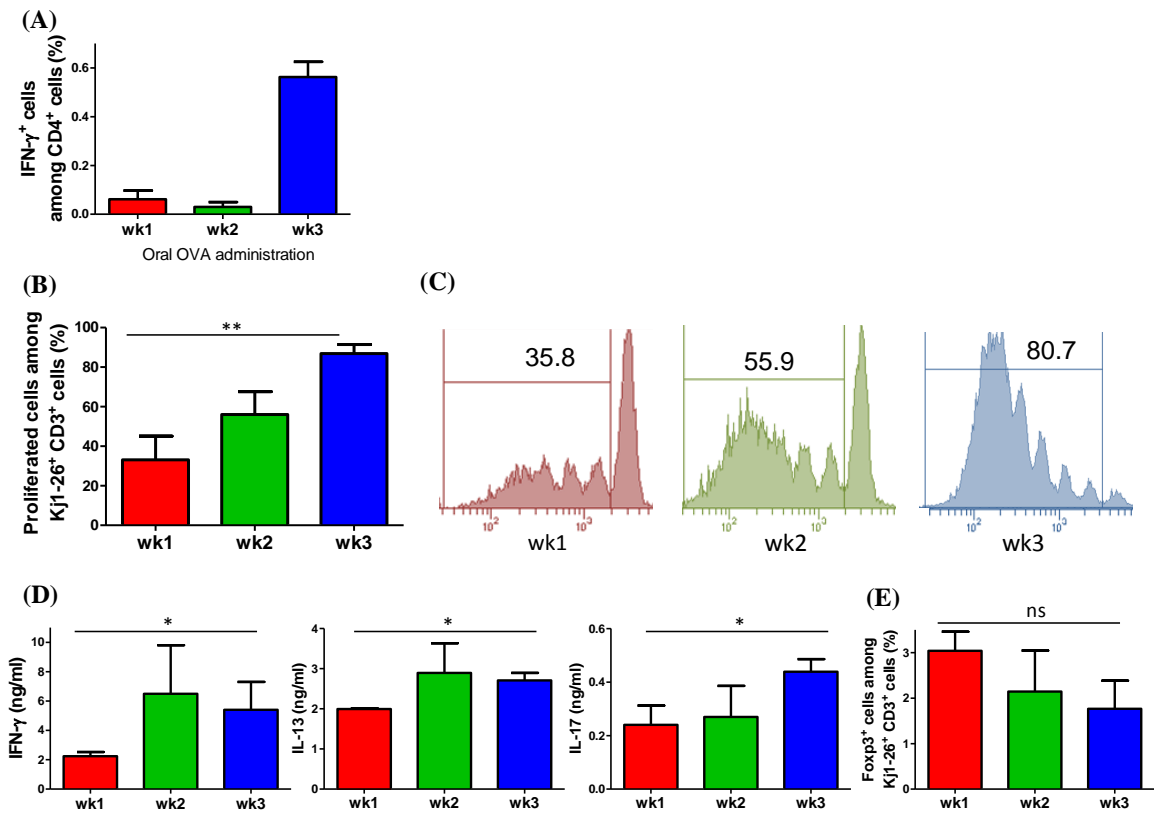 (A)
IFN-γ⁺ cells
among CD4⁺ cells (%)
0.6
0.2
0.0
wk1 wk2 wk3
Oral OVA administration
(B)
Proliferated cells among
Kj1-26⁺ CD3⁺ cells (%)
100
80
60
40
20
0
**
wk1 wk2 wk3
(C)
35.8
10² 10³
wk1
55.9
10² 10³
wk2
80.7
10² 10³
wk3
(D)
IFN-γ (ng/ml)
10
8
6
4
2
0
*
wk1 wk2 wk3
IL-13 (ng/ml)
4
3
2
1
0
*
wk1 wk2 wk3
IL-17 (ng/ml)
0.6
0.4
0.2
0.0
*
wk1 wk2 wk3
(E)
Foxp3⁺ cells among
Kj1-26⁺ CD3⁺ cells (%)
3
2
1
0
ns
wk1 wk2 wk3